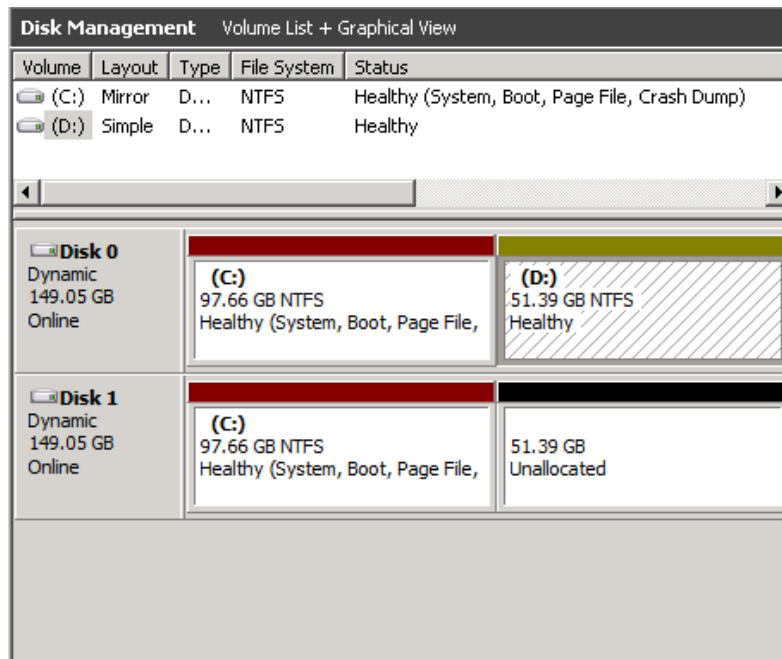 Disk Management Volume List + Graphical View
Volume Layout Type File System Status
(C:) Mirror D... NTFS Healthy (System, Boot, Page File, Crash Dump)
(D:) Simple D... NTFS Healthy
Disk 0
Dynamic
149.05 GB
Online
(C:)
97.66 GB NTFS
Healthy (System, Boot, Page File,
(D:)
51.39 GB NTFS
Healthy
Disk 1
Dynamic
149.05 GB
Online
(C:)
97.66 GB NTFS
Healthy (System, Boot, Page File,
51.39 GB
Unallocated